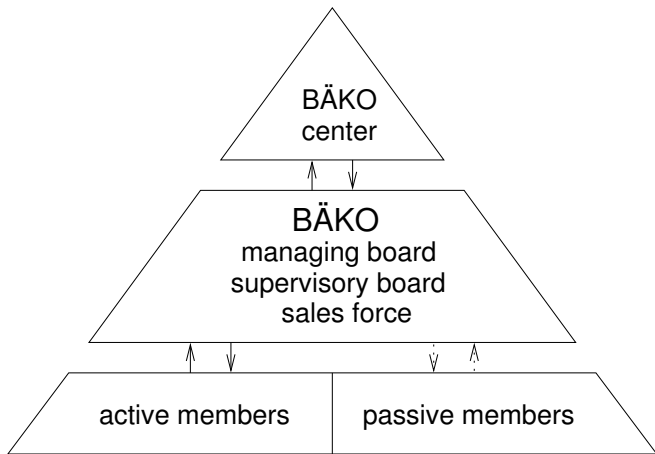 BÄKO
center
BÄKO
managing board
supervisory board
sales force
active members
passive members